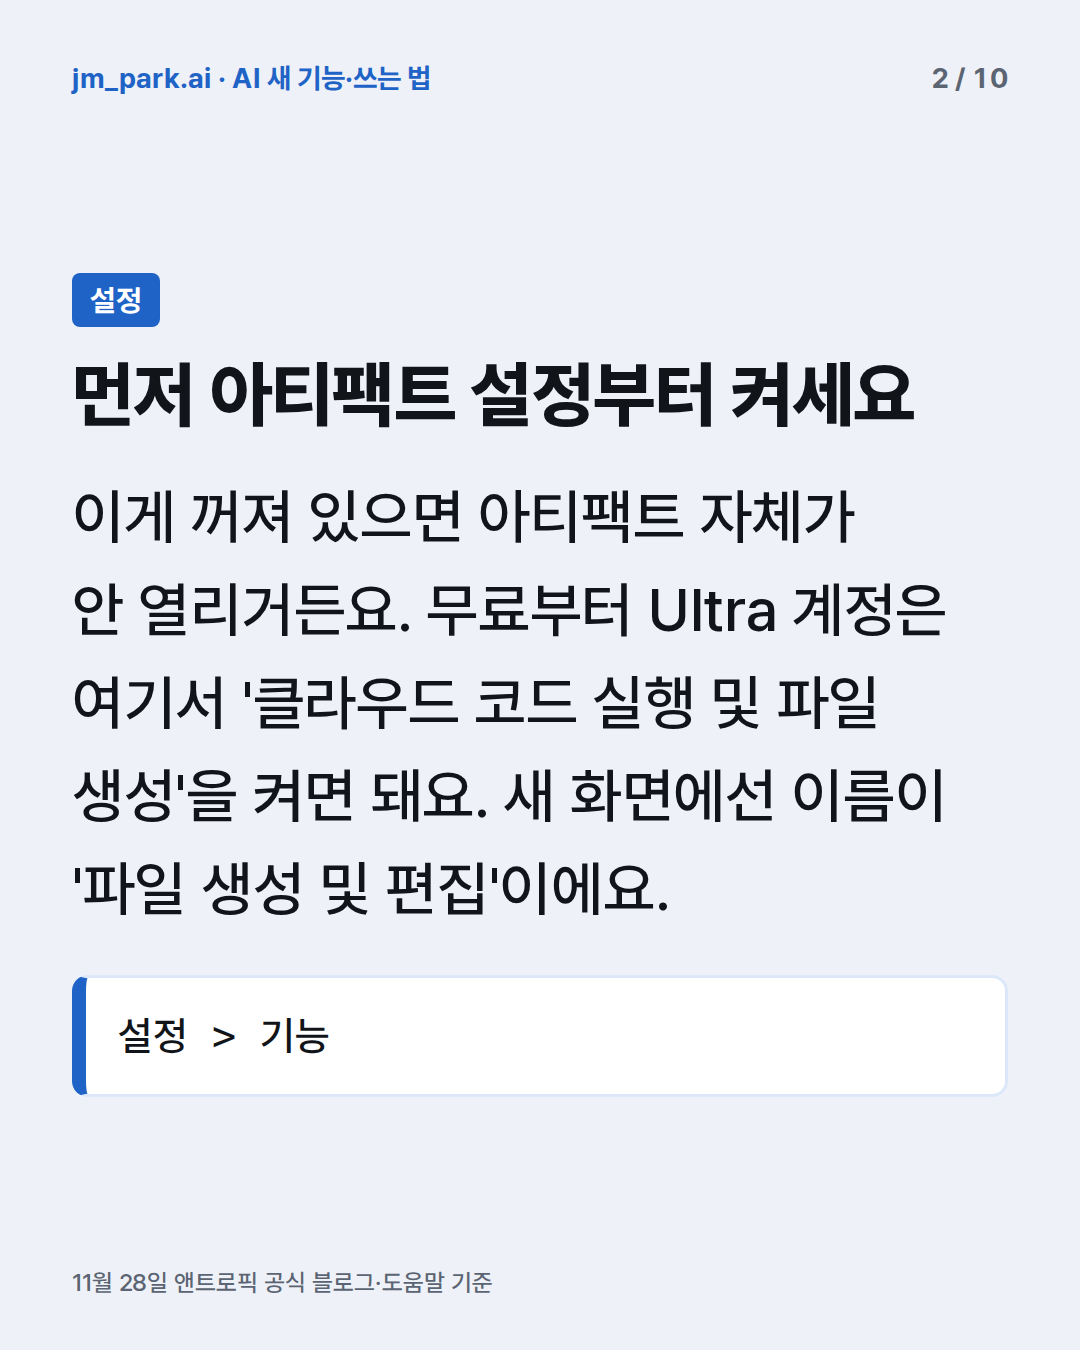 jm_park.ai · AI 새 기능·쓰는 법
2 / 10
설정
먼저 아티팩트 설정부터 켜세요
이게 꺼져 있으면 아티팩트 자체가
안 열리거든요. 무료부터 Ultra 계정은
여기서 '클라우드 코드 실행 및 파일
생성'을 켜면 돼요. 새 화면에선 이름이
'파일 생성 및 편집'이에요.
설정 > 기능
11월 28일 앤트로픽 공식 블로그·도움말 기준